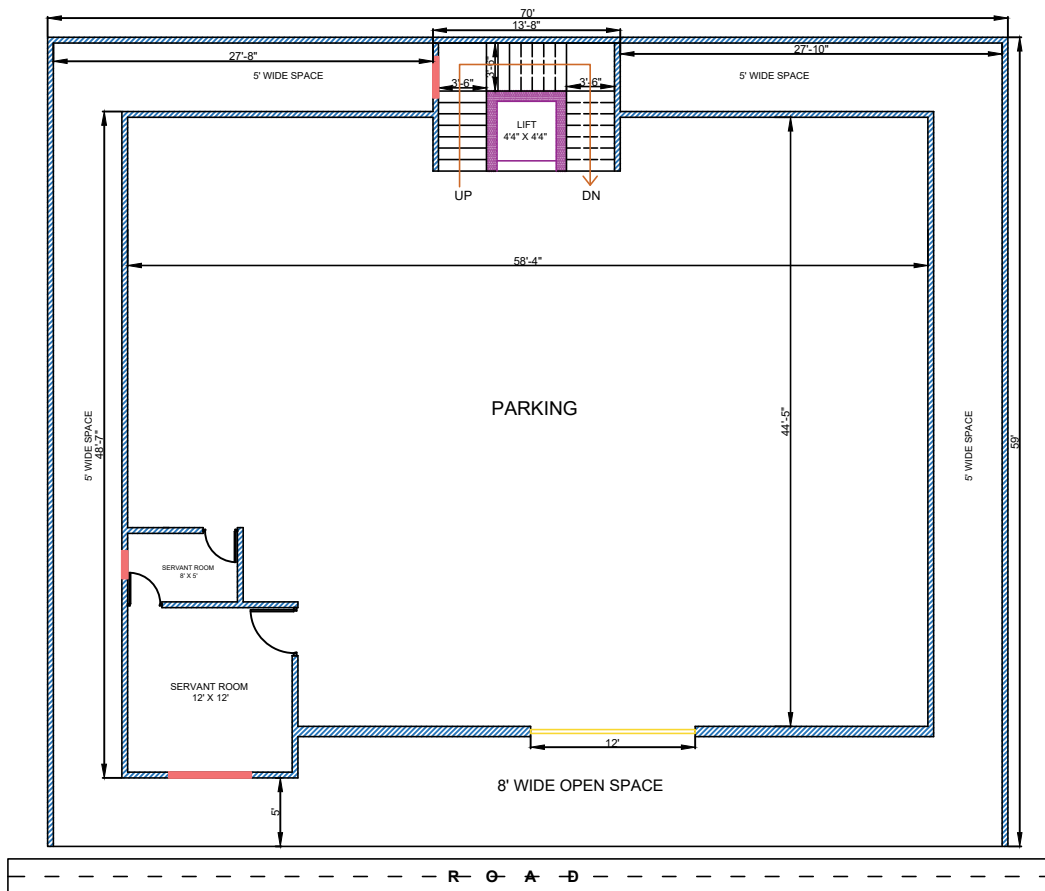 70'
13'-8"
27'-8"
27'-10"
5' WIDE SPACE
5' WIDE SPACE
3'-6"
3'-6"
3'-6"
LIFT
4'4" X 4'4"
UP
DN
58'-4"
PARKING
44'-5"
5' WIDE SPACE
48'-7"
5' WIDE SPACE
59'
SERVANT ROOM
8' X 5'
SERVANT ROOM
12' X 12'
12'
8' WIDE OPEN SPACE
5'
R O A D